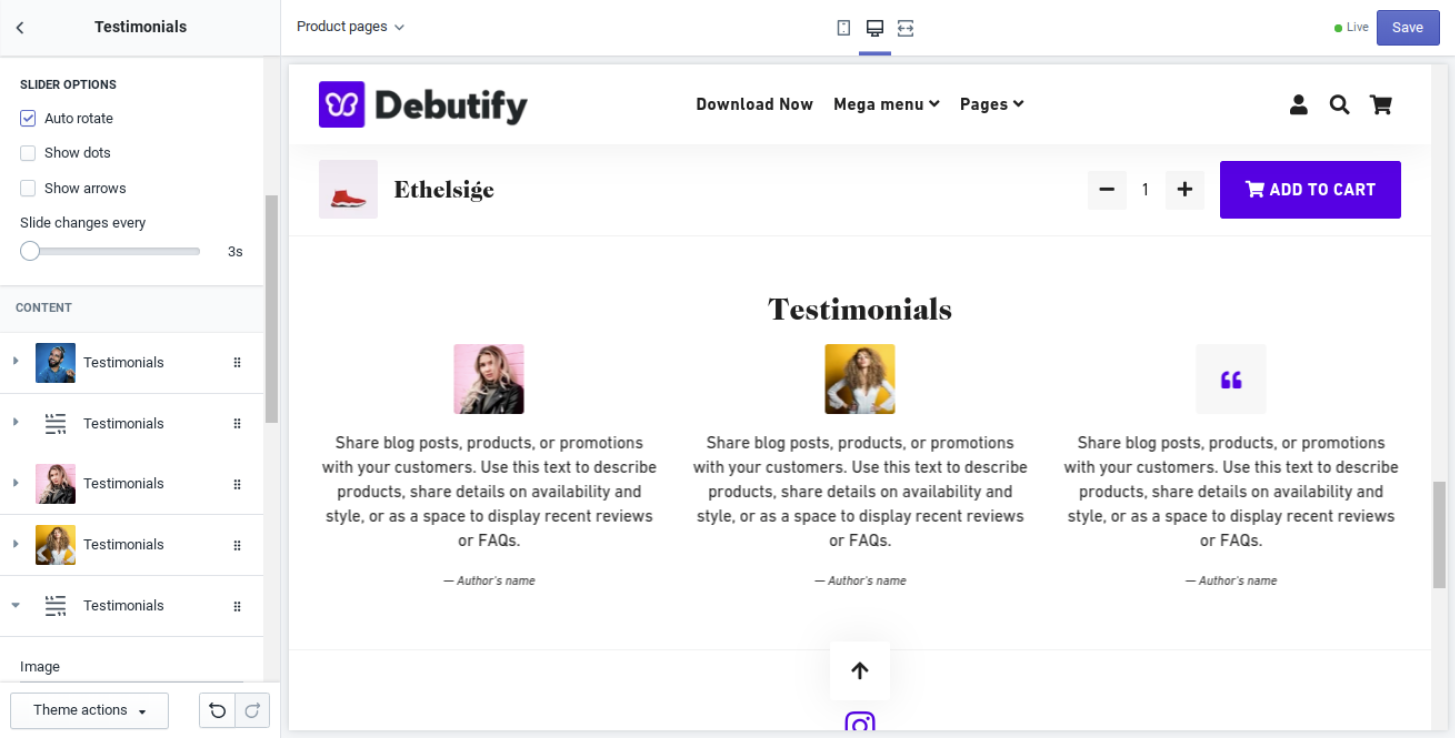 Testimonials
Product pages
Live
Save
SLIDER OPTIONS
Auto rotate
Show dots
Show arrows
Slide changes every
3s
CONTENT
Testimonials
Testimonials
Testimonials
Testimonials
Testimonials
Image
Theme actions
Debutify
Download Now
Mega menu
Pages
Ethelsige
1
ADD TO CART
Testimonials
Share blog posts, products, or promotions
with your customers. Use this text to describe
products, share details on availability and
style, or as a space to display recent reviews
or FAQs.
— Author's name
Share blog posts, products, or promotions
with your customers. Use this text to describe
products, share details on availability and
style, or as a space to display recent reviews
or FAQs.
— Author's name
Share blog posts, products, or promotions
with your customers. Use this text to describe
products, share details on availability and
style, or as a space to display recent reviews
or FAQs.
— Author's name